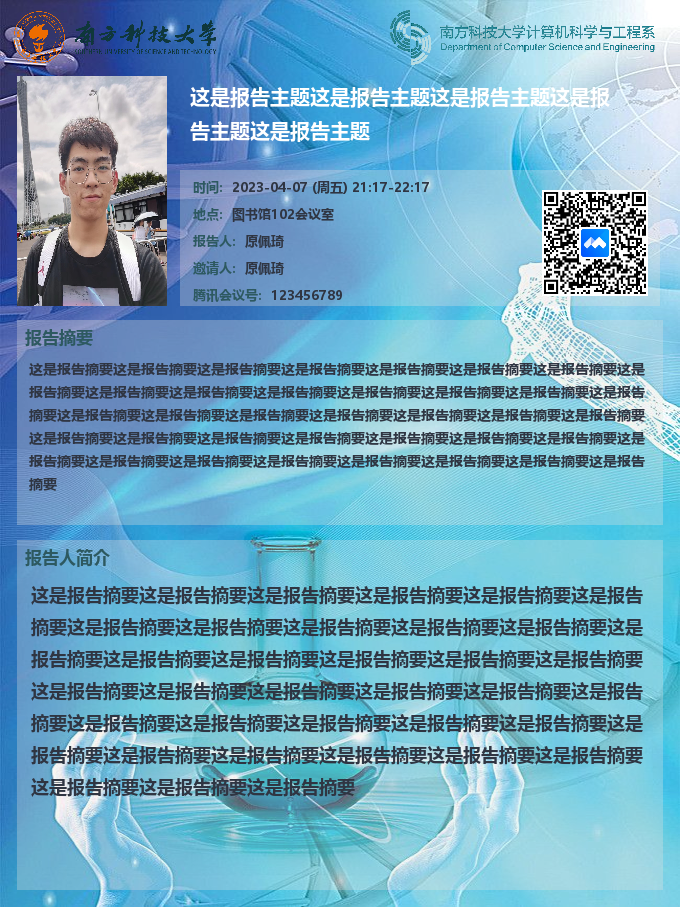 南方科技大学
SOUTHERN UNIVERSITY OF SCIENCE AND TECHNOLOGY
南方科技大学计算机科学与工程系
Department of Computer Science and Engineering
这是报告主题这是报告主题这是报告主题这是报
告主题这是报告主题
时间: 2023-04-07 (周五) 21:17-22:17
地点: 图书馆102会议室
报告人: 原佩琦
邀请人: 原佩琦
腾讯会议号: 123456789
报告摘要
这是报告摘要这是报告摘要这是报告摘要这是报告摘要这是报告摘要这是报告摘要这是报告摘要这是
报告摘要这是报告摘要这是报告摘要这是报告摘要这是报告摘要这是报告摘要这是报告摘要这是报告
摘要这是报告摘要这是报告摘要这是报告摘要这是报告摘要这是报告摘要这是报告摘要这是报告摘要
这是报告摘要这是报告摘要这是报告摘要这是报告摘要这是报告摘要这是报告摘要这是报告摘要这是
报告摘要这是报告摘要这是报告摘要这是报告摘要这是报告摘要这是报告摘要这是报告摘要这是报告
摘要
报告人简介
这是报告摘要这是报告摘要这是报告摘要这是报告摘要这是报告摘要这是报告
摘要这是报告摘要这是报告摘要这是报告摘要这是报告摘要这是报告摘要这是
报告摘要这是报告摘要这是报告摘要这是报告摘要这是报告摘要这是报告摘要
这是报告摘要这是报告摘要这是报告摘要这是报告摘要这是报告摘要这是报告
摘要这是报告摘要这是报告摘要这是报告摘要这是报告摘要这是报告摘要这是
报告摘要这是报告摘要这是报告摘要这是报告摘要这是报告摘要这是报告摘要
这是报告摘要这是报告摘要这是报告摘要